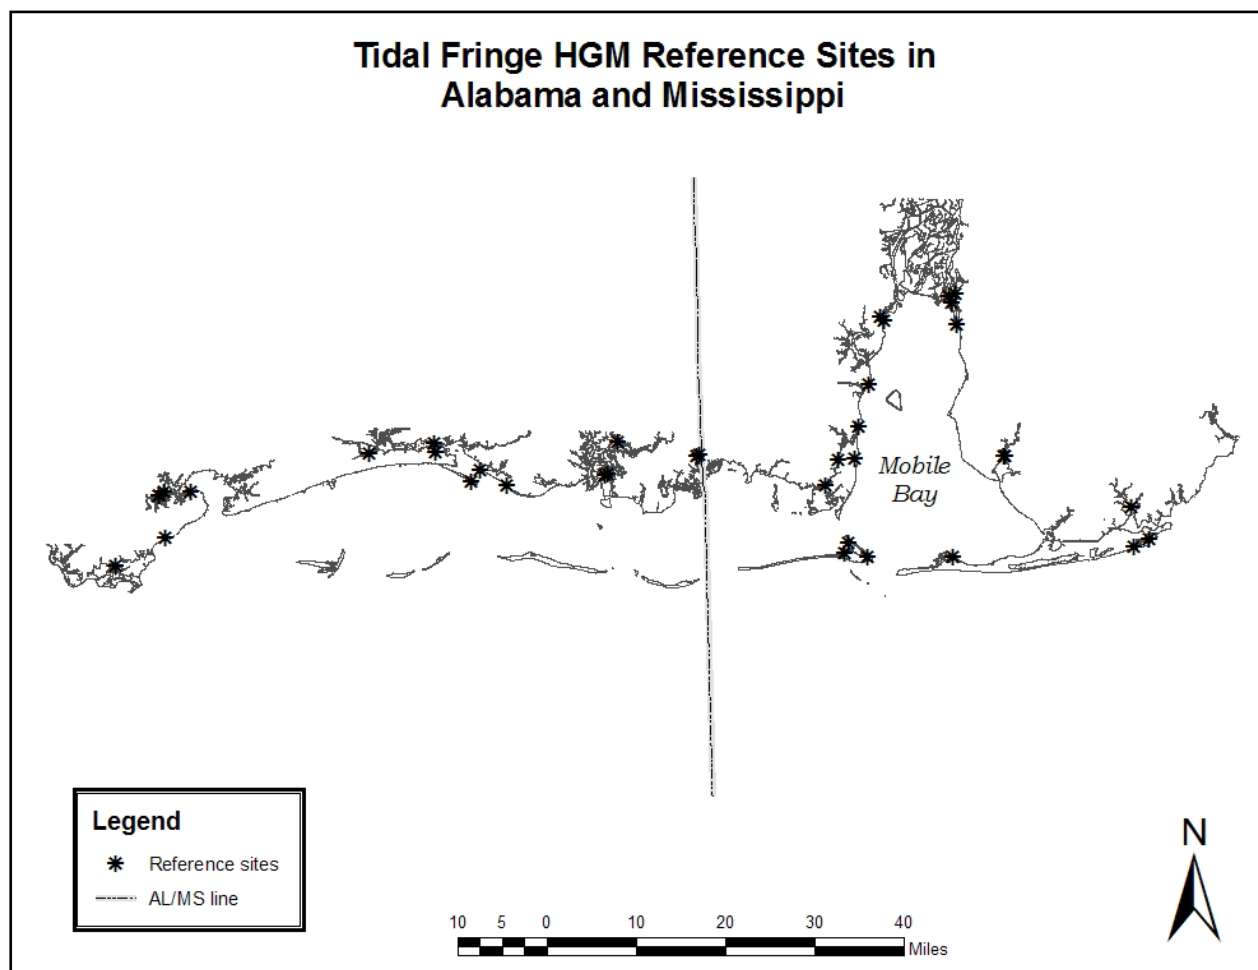 Tidal Fringe HGM Reference Sites in
Alabama and Mississippi
Mobile
Bay
Legend
Reference sites
AL/MS line
N
10 5 0 10 20 30 40
Miles